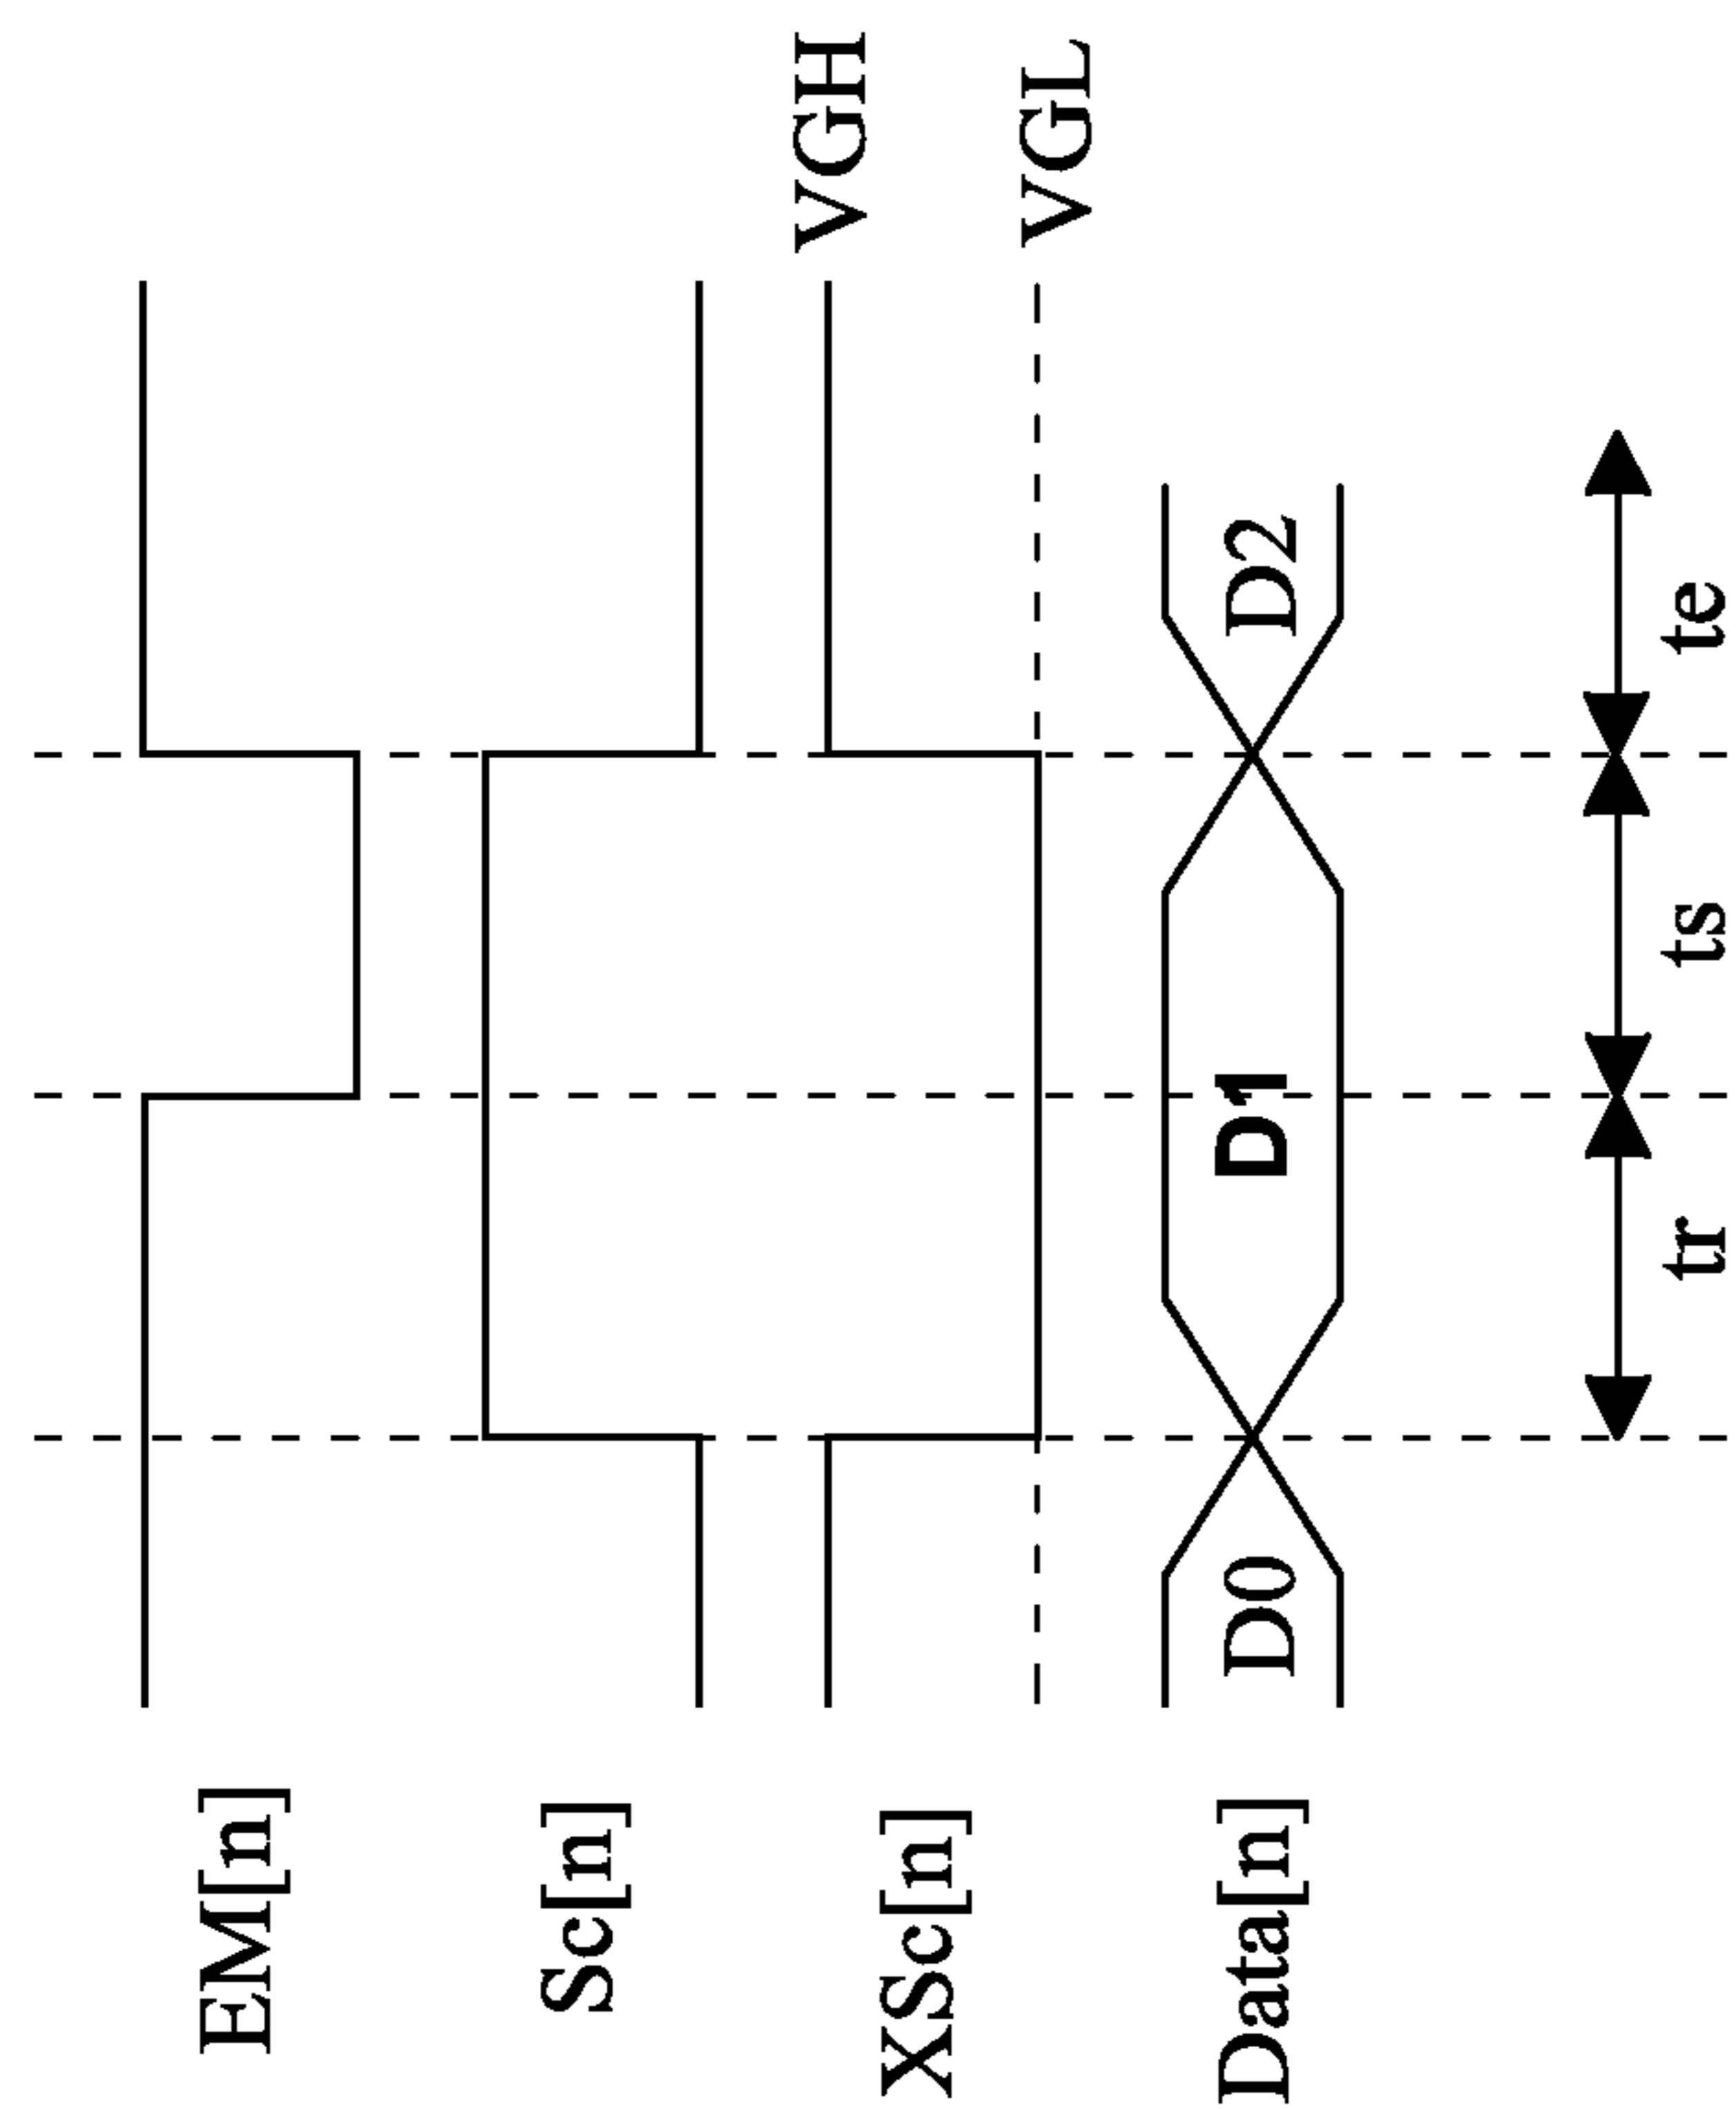 EM[n]
Sc[n]
XSc[n]
VGH
VGL
Data[n]
D0
D1
D2
tr
ts
te